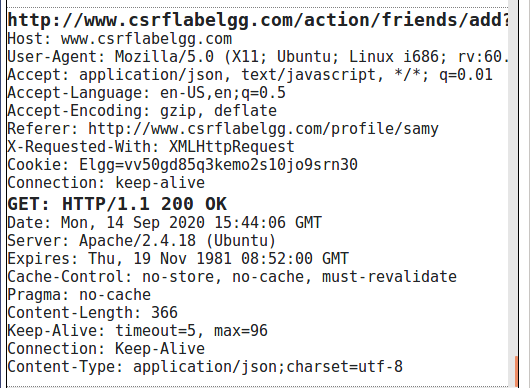 http://www.csrflabelgg.com/action/friends/add?
Host: www.csrflabelgg.com
User-Agent: Mozilla/5.0 (X11; Ubuntu; Linux i686; rv:60.
Accept: application/json, text/javascript, */*; q=0.01
Accept-Language: en-US,en;q=0.5
Accept-Encoding: gzip, deflate
Referer: http://www.csrflabelgg.com/profile/samy
X-Requested-With: XMLHttpRequest
Cookie: Elgg=vv50gd85q3kemo2s10jo9srn30
Connection: keep-alive
GET: HTTP/1.1 200 OK
Date: Mon, 14 Sep 2020 15:44:06 GMT
Server: Apache/2.4.18 (Ubuntu)
Expires: Thu, 19 Nov 1981 08:52:00 GMT
Cache-Control: no-store, no-cache, must-revalidate
Pragma: no-cache
Content-Length: 366
Keep-Alive: timeout=5, max=96
Connection: Keep-Alive
Content-Type: application/json;charset=utf-8